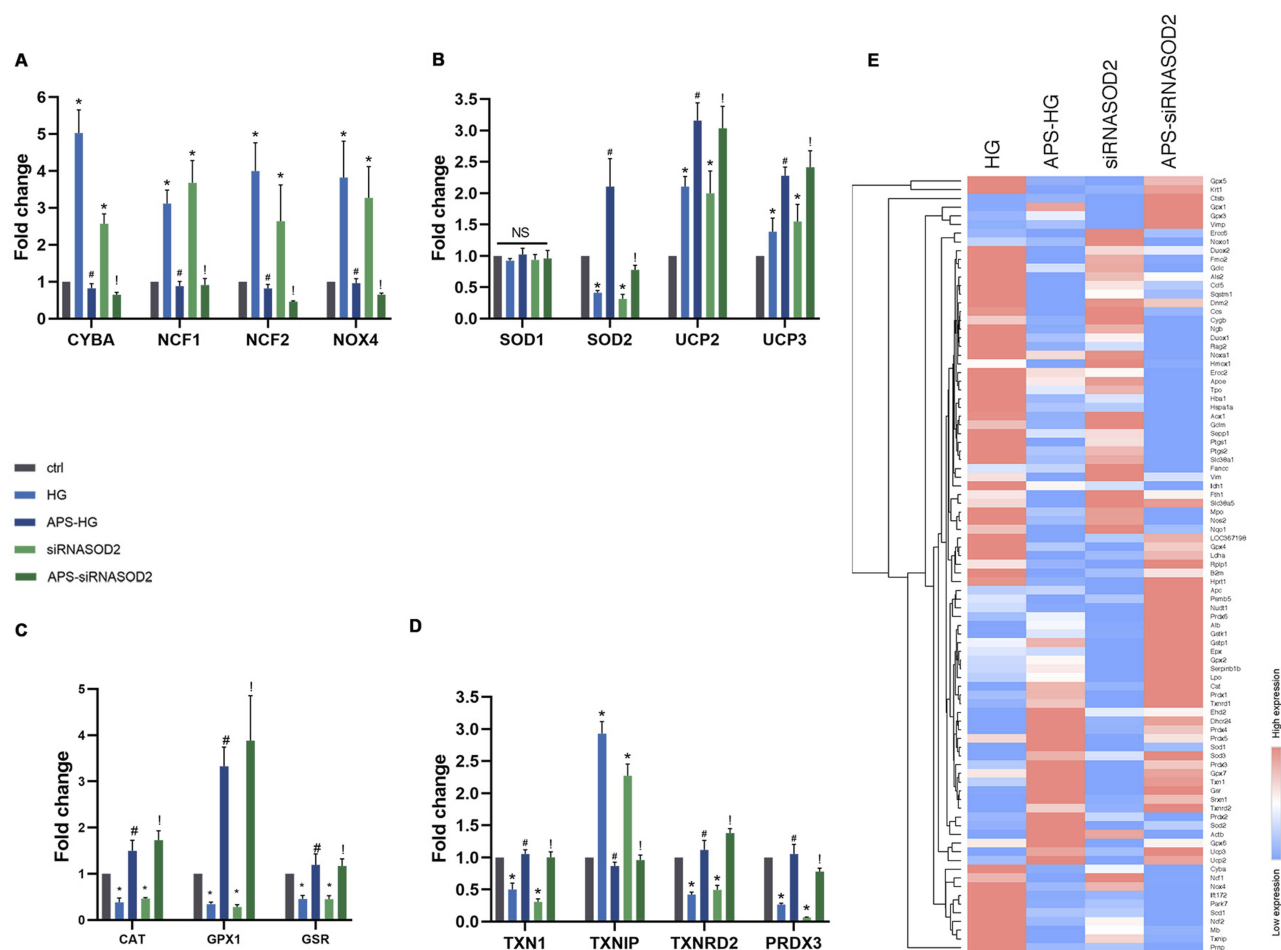 A
Fold change
6
5
4
3
2
1
0
* * * * * * * *
# # # #
! ! ! !
CYBA NCF1 NCF2 NOX4
B
Fold change
3.5
3.0
2.5
2.0
1.5
1.0
0.5
0.0
NS
* # * !
* # * !
* # * !
SOD1 SOD2 UCP2 UCP3
ctrl
HG
APS-HG
siRNASOD2
APS-siRNASOD2
C
Fold change
5
4
3
2
1
0
* # * !
* # * !
* # * !
CAT GPX1 GSR
D
Fold change
3.5
3.0
2.5
2.0
1.5
1.0
0.5
0.0
* # * !
* # * !
* # * !
* # * !
TXN1 TXNIP TXNRD2 PRDX3
E
HG
APS-HG
siRNASOD2
APS-siRNASOD2
Gpx5
Krt1
Ctsb
Gpx1
Gpx3
Vimp
Ercc6
Noxo1
Duox2
Fmo2
Gclc
Als2
Ccl5
Sqstm1
Dnm2
Ccs
Cygb
Ngb
Duox1
Rag2
Noxa1
Hmox1
Ercc2
Apoe
Tpo
Hba1
Hspa1a
Aox1
Gclm
Sepp1
Ptgs1
Ptgs2
Slc38a1
Fancc
Vim
Idh1
Fth1
Slc38a5
Mpo
Nos2
Nqo1
LOC367198
Gpx4
Ldha
Rplp1
B2m
Hprt1
Apc
Psmb5
Nudt1
Prdx6
Alb
Gstk1
Gstp1
Epx
Gpx2
Serpinb1b
Lpo
Cat
Prdx1
Txnrd1
Ehd2
Dhcr24
Prdx4
Prdx5
Sod1
Sod3
Prdx3
Gpx7
Txn1
Gsr
Srxn1
Txnrd2
Prdx2
Sod2
Actb
Gpx6
Ucp3
Ucp2
Cyba
Ncf1
Nox4
Ift172
Park7
Scd1
Ncf2
Mb
Txnip
Prnp
High expression
Low expression